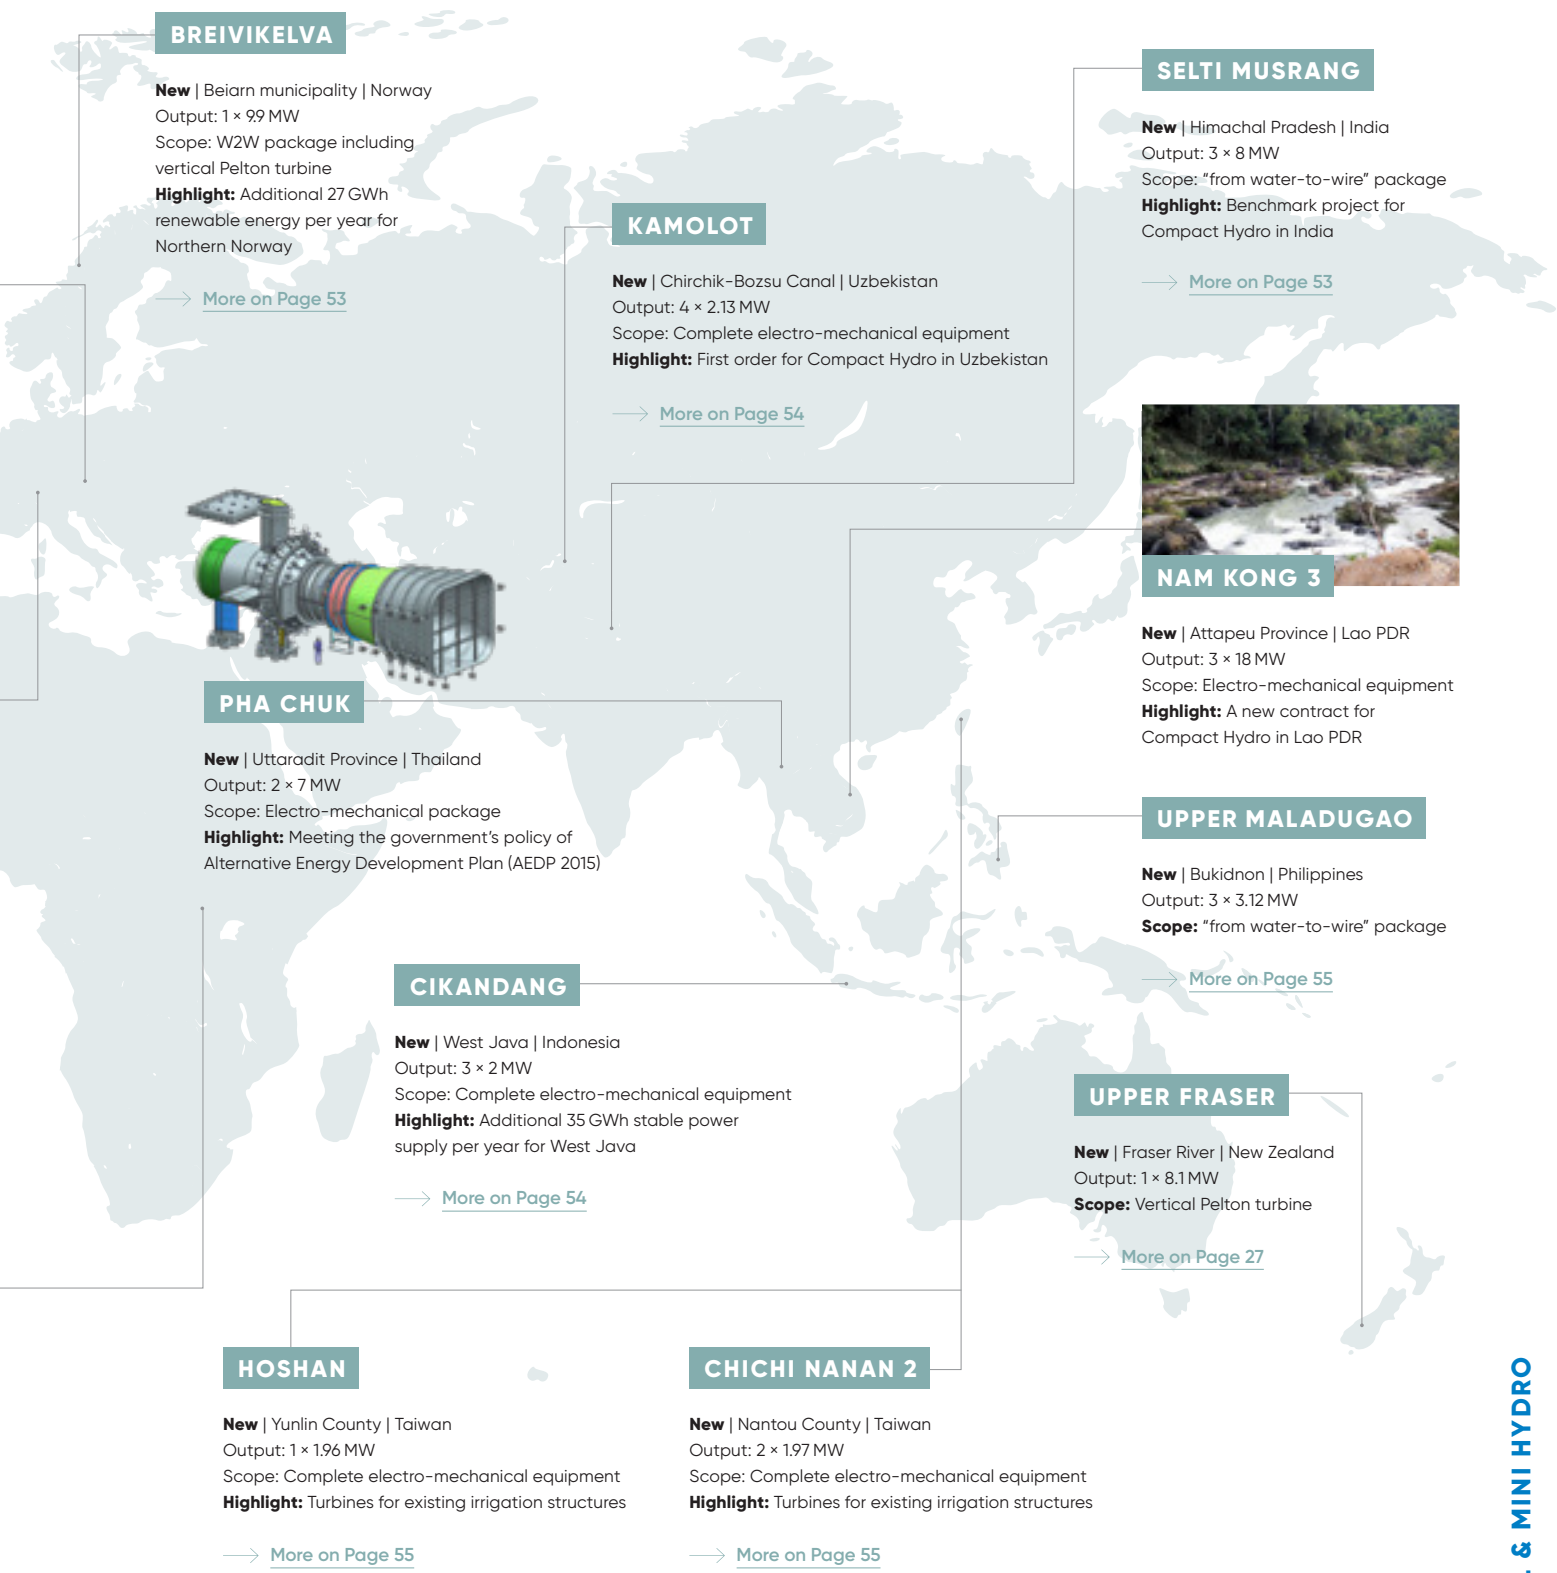 BREIVIKELVA
New | Beiarn municipality | Norway
Output: 1 × 9.9 MW
Scope: W2W package including
vertical Pelton turbine
Highlight: Additional 27 GWh
renewable energy per year for
Northern Norway
More on Page 53
SELTI MUSRANG
New | Himachal Pradesh | India
Output: 3 × 8 MW
Scope: “from water-to-wire” package
Highlight: Benchmark project for
Compact Hydro in India
More on Page 53
KAMOLOT
New | Chirchik-Bozsu Canal | Uzbekistan
Output: 4 × 2.13 MW
Scope: Complete electro-mechanical equipment
Highlight: First order for Compact Hydro in Uzbekistan
More on Page 54
NAM KONG 3
New | Attapeu Province | Lao PDR
Output: 3 × 18 MW
Scope: Electro-mechanical equipment
Highlight: A new contract for
Compact Hydro in Lao PDR
PHA CHUK
New | Uttaradit Province | Thailand
Output: 2 × 7 MW
Scope: Electro-mechanical package
Highlight: Meeting the government’s policy of
Alternative Energy Development Plan (AEDP 2015)
UPPER MALADUGAO
New | Bukidnon | Philippines
Output: 3 × 3.12 MW
Scope: “from water-to-wire” package
More on Page 55
CIKANDANG
New | West Java | Indonesia
Output: 3 × 2 MW
Scope: Complete electro-mechanical equipment
Highlight: Additional 35 GWh stable power
supply per year for West Java
More on Page 54
UPPER FRASER
New | Fraser River | New Zealand
Output: 1 × 8.1 MW
Scope: Vertical Pelton turbine
More on Page 27
HOSHAN
New | Yunlin County | Taiwan
Output: 1 × 1.96 MW
Scope: Complete electro-mechanical equipment
Highlight: Turbines for existing irrigation structures
More on Page 55
CHICHI NANAN 2
New | Nantou County | Taiwan
Output: 2 × 1.97 MW
Scope: Complete electro-mechanical equipment
Highlight: Turbines for existing irrigation structures
More on Page 55
& MINI HYDRO